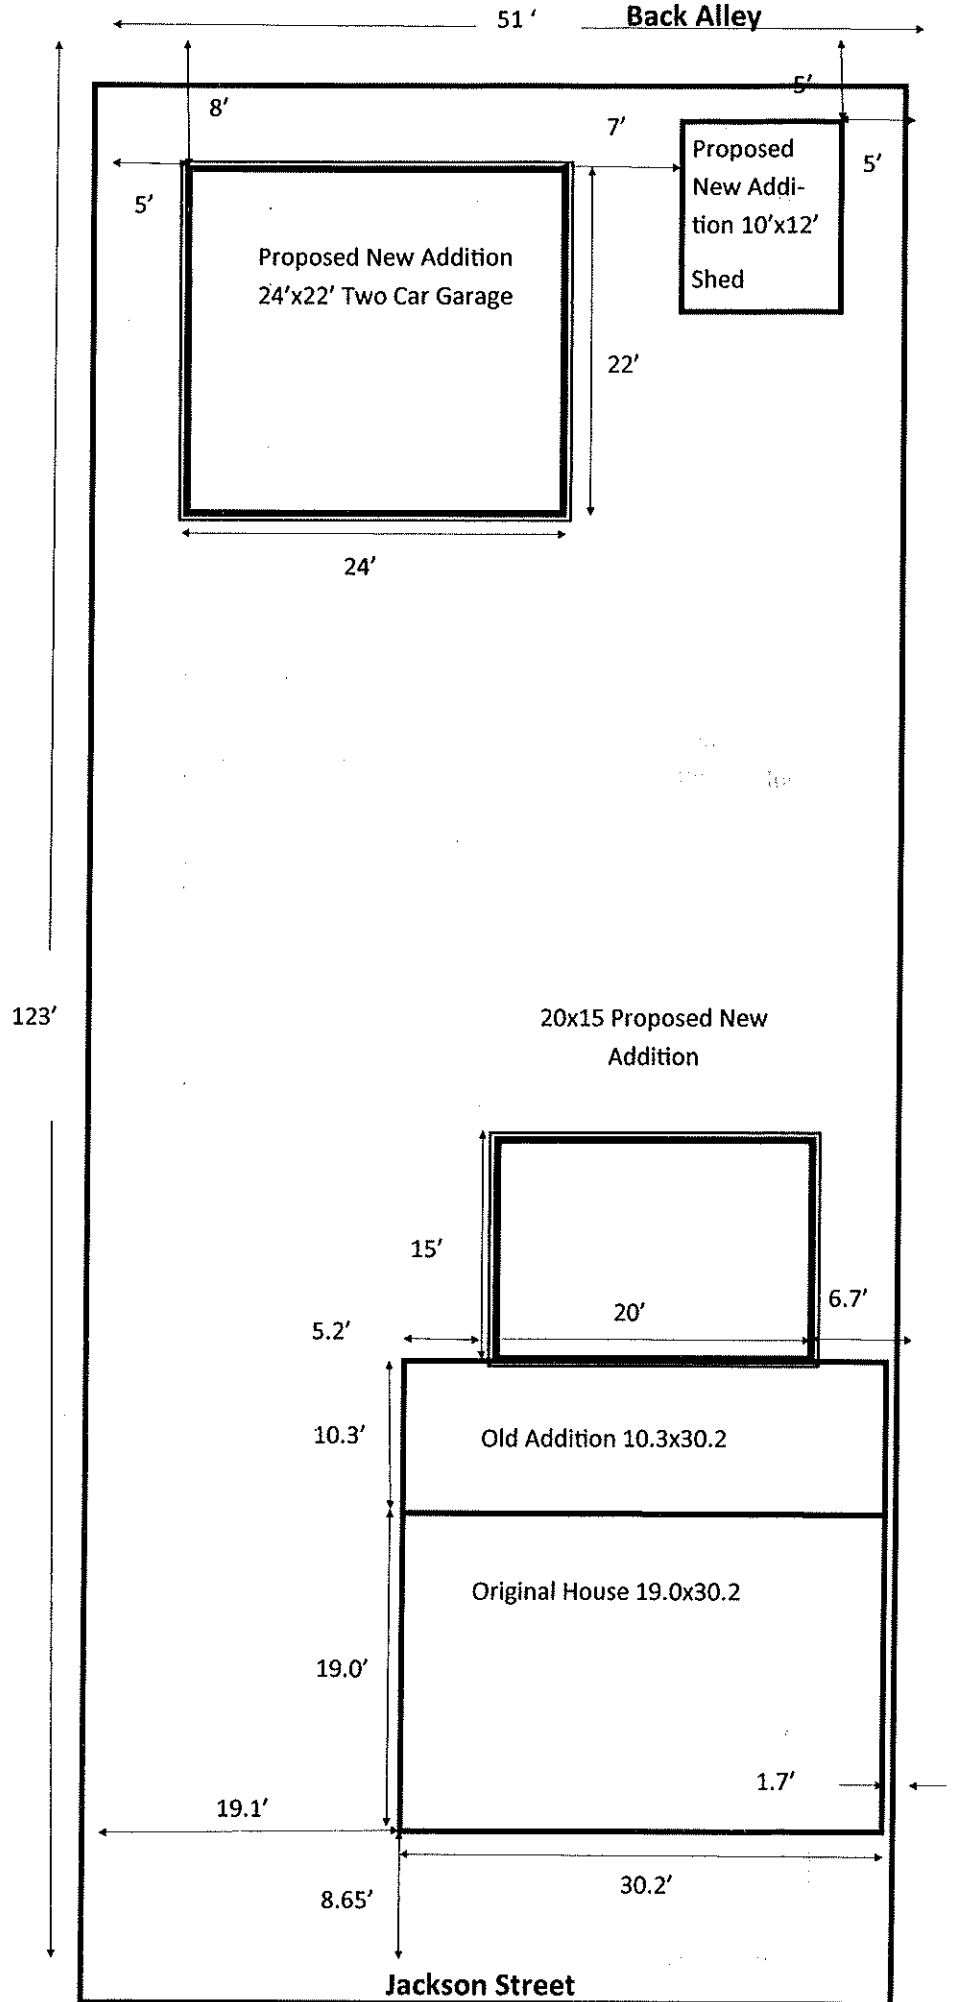 51 ‘
Back Alley
8’
5’
7’
5’
5’
Proposed
New Addi-
tion 10’x12’
Shed
Proposed New Addition
24’x22’ Two Car Garage
22’
24’
123’
20x15 Proposed New
Addition
15’
20’
6.7’
5.2’
10.3’
Old Addition 10.3x30.2
Original House 19.0x30.2
19.0’
1.7’
19.1’
30.2’
8.65’
Jackson Street